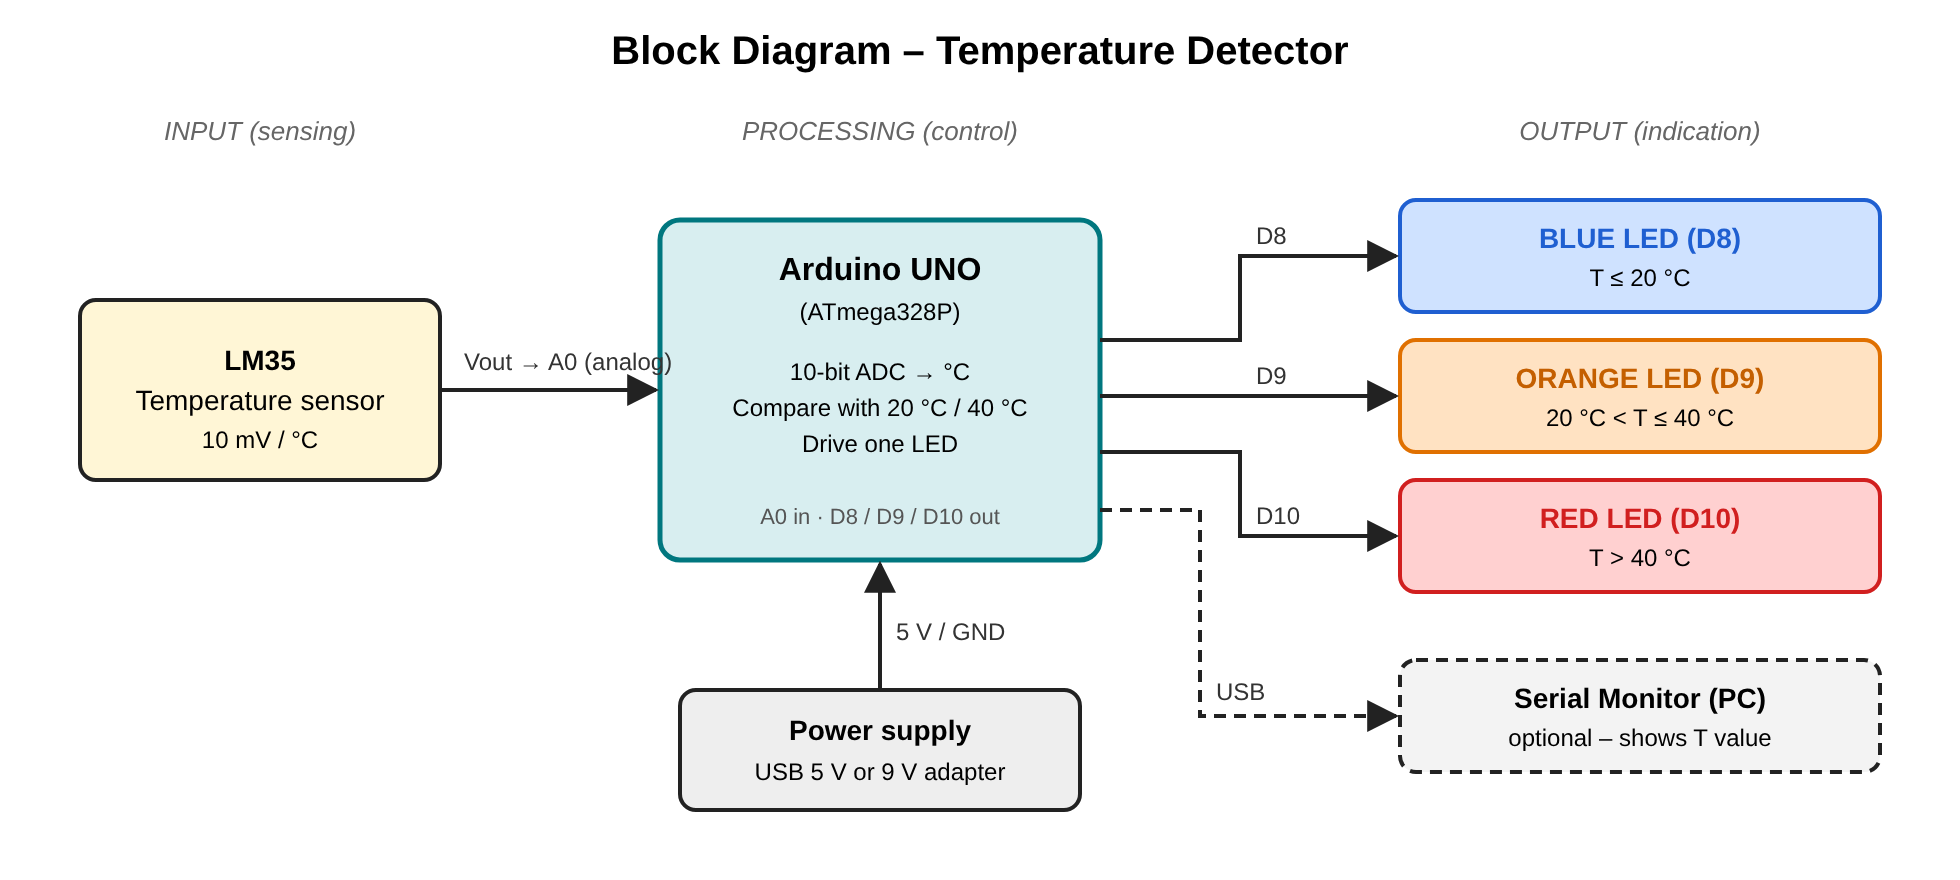 Block Diagram – Temperature Detector
INPUT (sensing)
PROCESSING (control)
OUTPUT (indication)
LM35
Temperature sensor
10 mV / °C
Vout → A0 (analog)
Arduino UNO
(ATmega328P)
10-bit ADC → °C
Compare with 20 °C / 40 °C
Drive one LED
A0 in · D8 / D9 / D10 out
5 V / GND
Power supply
USB 5 V or 9 V adapter
D8
BLUE LED (D8)
T ≤ 20 °C
D9
ORANGE LED (D9)
20 °C < T ≤ 40 °C
D10
RED LED (D10)
T > 40 °C
USB
Serial Monitor (PC)
optional – shows T value